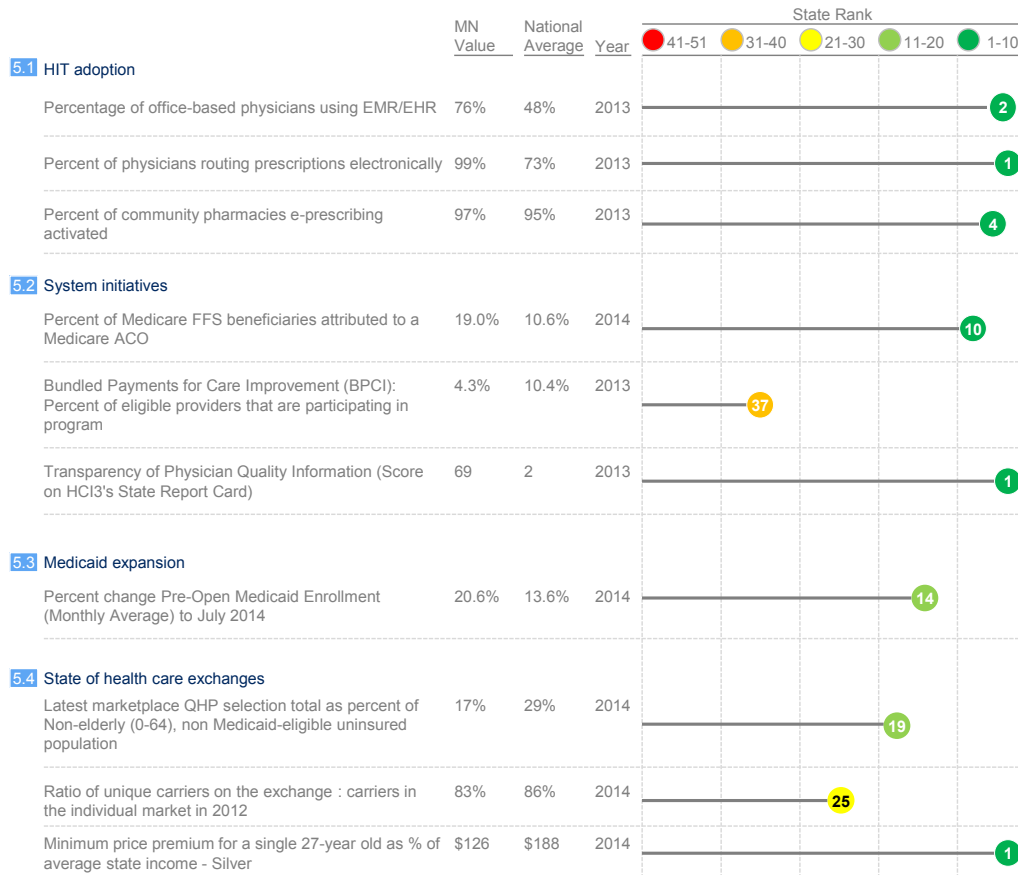 State Rank
MN Value
National Average
Year
41-51
31-40
21-30
11-20
1-10
5.1 HIT adoption
Percentage of office-based physicians using EMR/EHR 76% 48% 2013 2
Percent of physicians routing prescriptions electronically 99% 73% 2013 1
Percent of community pharmacies e-prescribing 97% 95% 2013 4
activated
5.2 System initiatives
Percent of Medicare FFS beneficiaries attributed to a 19.0% 10.6% 2014 10
Medicare ACO
Bundled Payments for Care Improvement (BPCI): 4.3% 10.4% 2013
Percent of eligible providers that are participating in 37
program
Transparency of Physician Quality Information (Score 69 2 2013 1
on HCI3's State Report Card)
5.3 Medicaid expansion
Percent change Pre-Open Medicaid Enrollment 20.6% 13.6% 2014 14
(Monthly Average) to July 2014
5.4 State of health care exchanges
Latest marketplace QHP selection total as percent of 17% 29% 2014
Non-elderly (0-64), non Medicaid-eligible uninsured 19
population
Ratio of unique carriers on the exchange : carriers in 83% 86% 2014 25
the individual market in 2012
Minimum price premium for a single 27-year old as % of $126 $188 2014 1
average state income - Silver